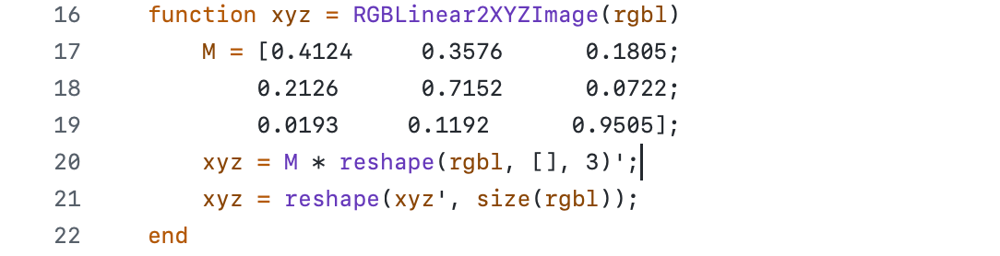 16 function xyz = RGBLinear2XYZImage(rgbl)
17 M = [0.4124 0.3576 0.1805;
18 0.2126 0.7152 0.0722;
19 0.0193 0.1192 0.9505];
20 xyz = M * reshape(rgbl, [], 3)';
21 xyz = reshape(xyz', size(rgbl));
22 end